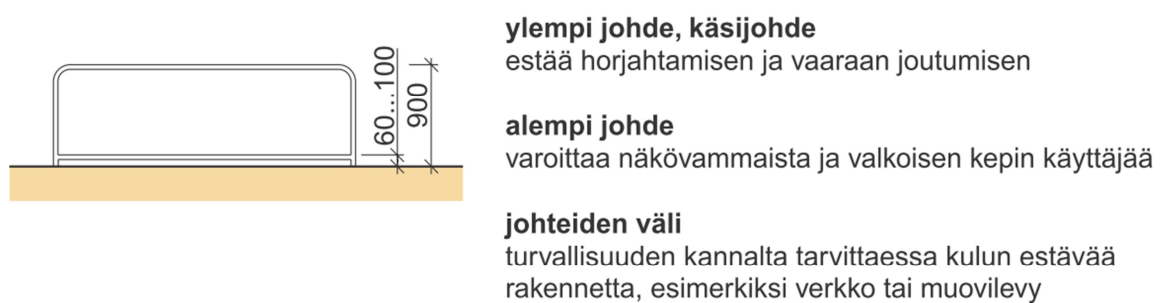 60...100
900
ylempi johde, käsijohde
estää horjahtamisen ja vaaraan joutumisen
alempi johde
varoittaa näkövammaista ja valkoisen kepin käyttäjää
johteiden väli
turvallisuuden kannalta tarvittaessa kulun estävää
rakennetta, esimerkiksi verkko tai muovilevy